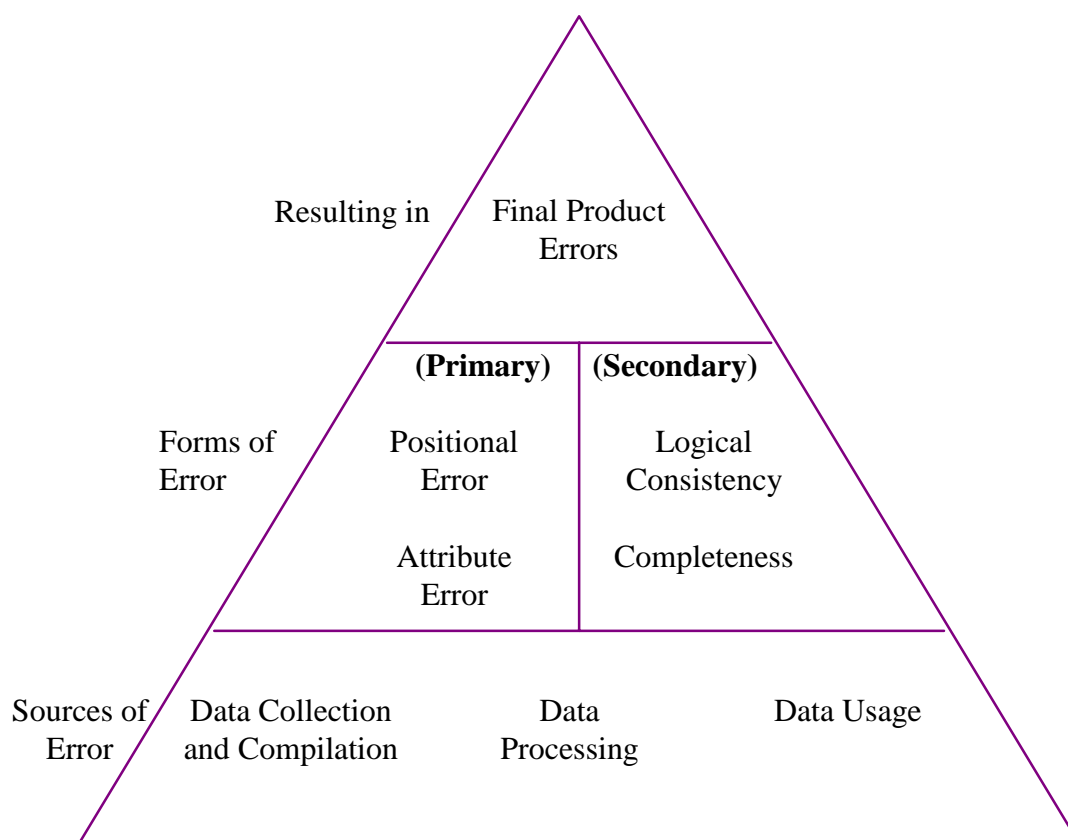 Resulting in
Final Product
Errors
(Primary)
(Secondary)
Forms of
Error
Positional
Error
Logical
Consistency
Attribute
Error
Completeness
Sources of
Error
Data Collection
and Compilation
Data
Processing
Data Usage